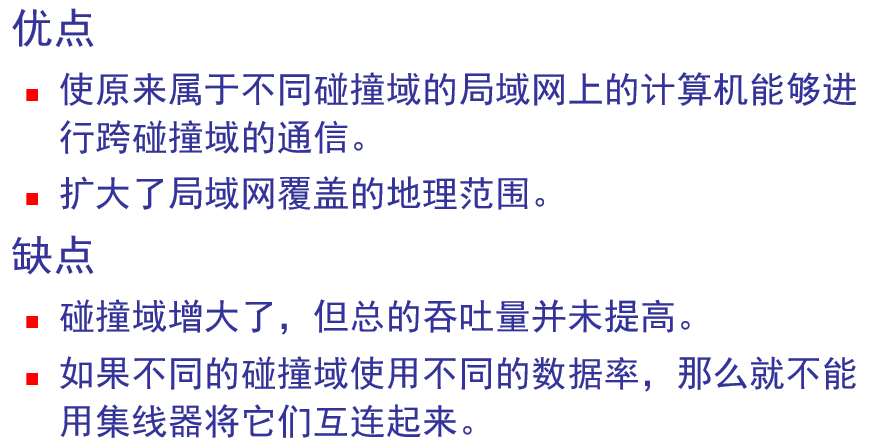 优点
使原来属于不同碰撞域的局域网上的计算机能够进
行跨碰撞域的通信。
扩大了局域网覆盖的地理范围。
缺点
碰撞域增大了，但总的吞吐量并未提高。
如果不同的碰撞域使用不同的数据率，那么就不能
用集线器将它们互连起来。